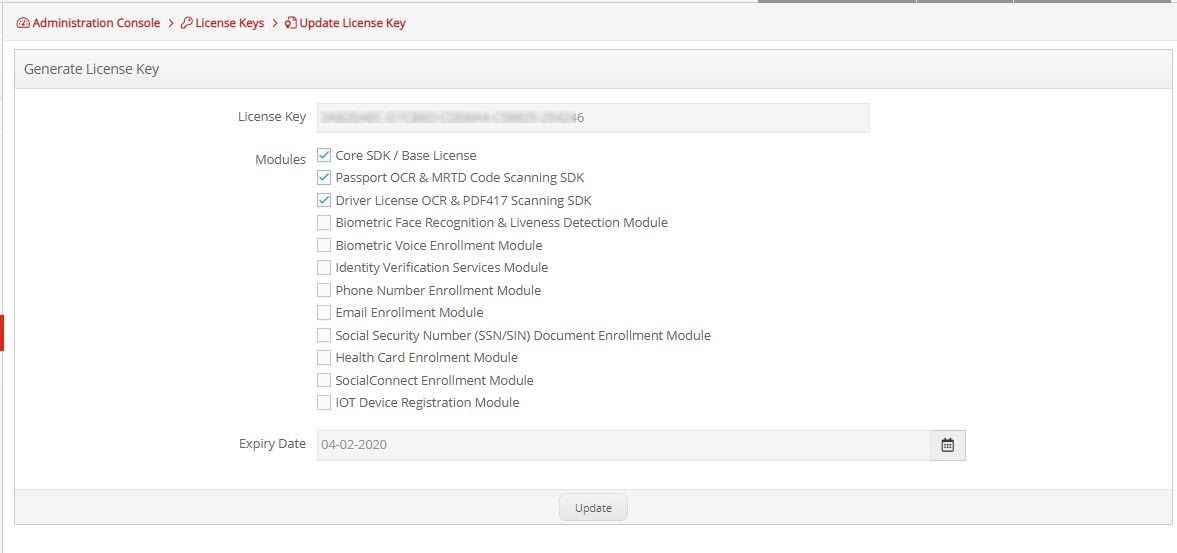 Administration Console > License Keys > Update License Key
Generate License Key
License Key
Modules
Core SDK / Base License
Passport OCR & MRTD Code Scanning SDK
Driver License OCR & PDF417 Scanning SDK
Biometric Face Recognition & Liveness Detection Module
Biometric Voice Enrollment Module
Identity Verification Services Module
Phone Number Enrollment Module
Email Enrollment Module
Social Security Number (SSN/SIN) Document Enrollment Module
Health Card Enrolment Module
SocialConnect Enrollment Module
IOT Device Registration Module
Expiry Date 04-02-2020
Update